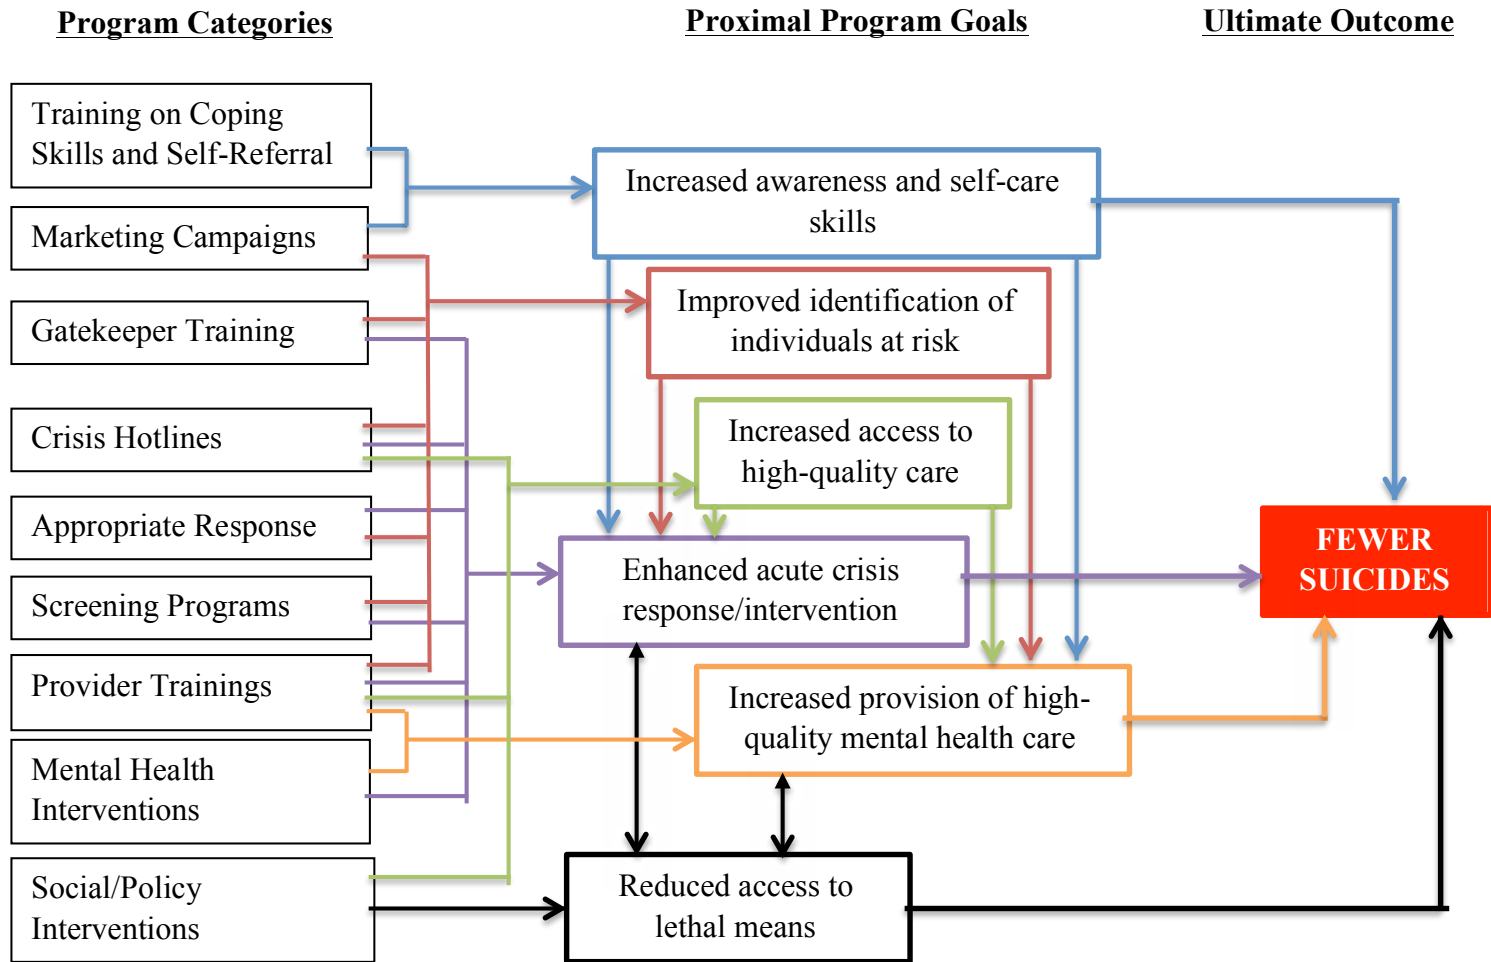 Program Categories
Proximal Program Goals
Ultimate Outcome
Training on Coping
Skills and Self-Referral
Marketing Campaigns
Gatekeeper Training
Crisis Hotlines
Appropriate Response
Screening Programs
Provider Trainings
Mental Health
Interventions
Social/Policy
Interventions
Increased awareness and self-care
skills
Improved identification of
individuals at risk
Increased access to
high-quality care
Enhanced acute crisis
response/intervention
Increased provision of high-
quality mental health care
Reduced access to
lethal means
FEWER
SUICIDES